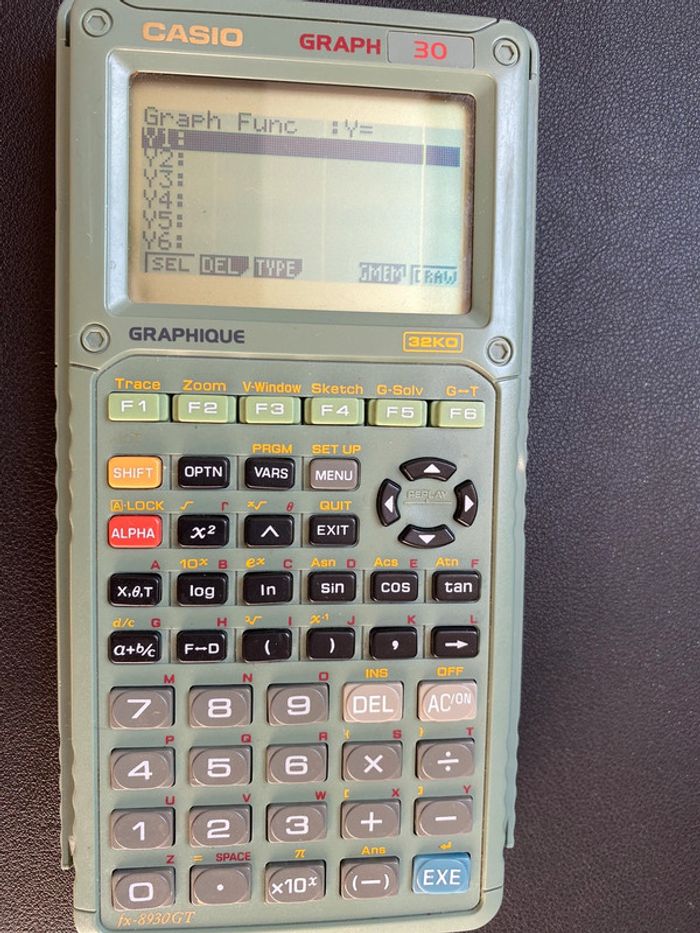 CASIO GRAPH 30
Graph Func :Y=
Y1:
Y2:
Y3:
Y4:
Y5:
Y6:
SEL DEL TYPE GMEM DRAW
GRAPHIQUE 32KO
Trace Zoom V-Window Sketch G-Solv G↔T
F1 F2 F3 F4 F5 F6
PRGM SET UP
SHIFT OPTN VARS MENU
REPLAY
A-LOCK √ r ˣ√ θ QUIT
ALPHA x² ^ EXIT
A 10ˣ B eˣ C Asn D Acs E Atn F
X,θ,T log ln sin cos tan
d/c G H ³√ I x⁻¹ J K L
a+b/c F↔D ( ) , →
M N O INS OFF
7 8 9 DEL AC/ON
P Q R { S } T
4 5 6 × ÷
U V W [ X ] Y
1 2 3 + −
Z = SPACE π Ans ↵
0 . ×10ˣ (−) EXE
fx-8930GT